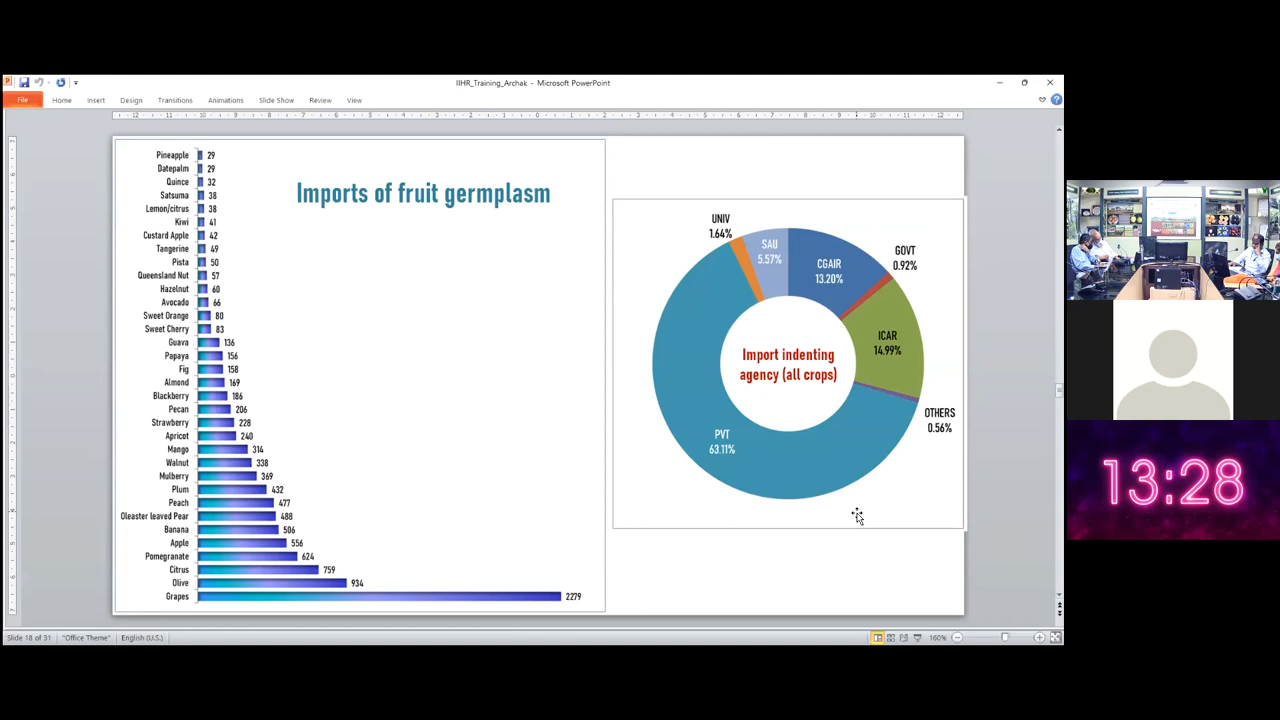 IIHR_Training_Archak - Microsoft PowerPoint
File Home Insert Design Transitions Animations Slide Show Review View
Imports of fruit germplasm
Pineapple 29
Datepalm 29
Quince 32
Satsuma 38
Lemon/citrus 38
Kiwi 41
Custard Apple 42
Tangerine 49
Pista 50
Queensland Nut 57
Hazelnut 60
Avocado 66
Sweet Orange 80
Sweet Cherry 83
Guava 136
Papaya 156
Fig 158
Almond 169
Blackberry 186
Pecan 206
Strawberry 228
Apricot 240
Mango 314
Walnut 338
Mulberry 369
Plum 432
Peach 477
Oleaster leaved Pear 488
Banana 506
Apple 556
Pomegranate 624
Citrus 759
Olive 934
Grapes 2279
UNIV
1.64%
SAU
5.57%
CGAIR
13.20%
GOVT
0.92%
ICAR
14.99%
OTHERS
0.56%
PVT
63.11%
Import indenting
agency (all crops)
13:28
Slide 18 of 31 "Office Theme" English (U.S.) 160%